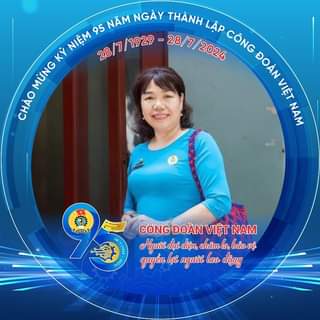 CHÀO MỪNG KỶ NIỆM 95 NĂM NGÀY THÀNH LẬP CÔNG ĐOÀN VIỆT NAM
28/7/1929 - 28/7/2024
95
CÔNG ĐOÀN VIỆT NAM
Người đại diện, chăm lo, bảo vệ
quyền lợi người lao động